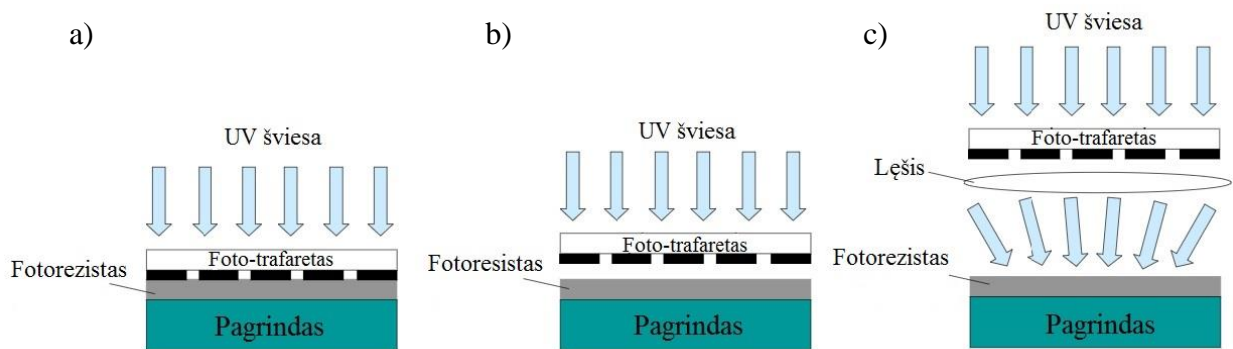 a)
UV šviesa
Foto-trafaretas
Fotorezistas
Pagrindas
b)
UV šviesa
Foto-trafaretas
Fotoresistas
Pagrindas
c)
UV šviesa
Foto-trafaretas
Lęšis
Fotorezistas
Pagrindas